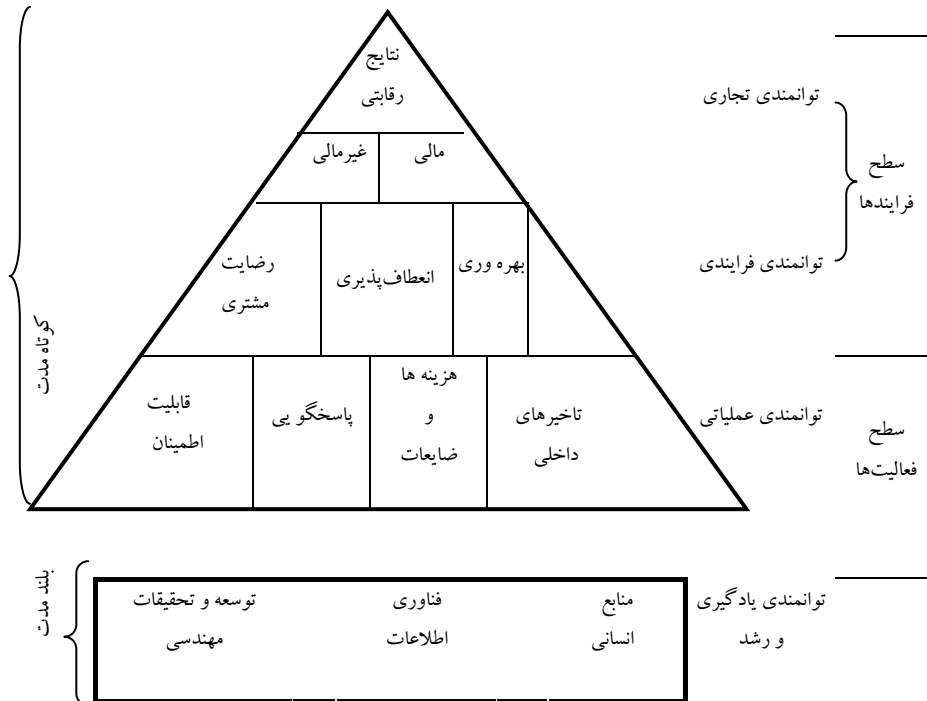 نتایج
رقابتی
مالی
غیرمالی
توانمندی تجاری
سطح
فرایندها
توانمندی فرایندی
بهره وری
انعطاف‌پذیری
رضایت
مشتری
کوتاه مدت
توانمندی عملیاتی
سطح
فعالیت‌ها
تاخیرهای
داخلی
هزینه ها
و
ضایعات
پاسخگو یی
قابلیت
اطمینان
توانمندی یادگیری
و رشد
منابع
انسانی
فناوری
اطلاعات
توسعه و تحقیقات
مهندسی
بلند مدت